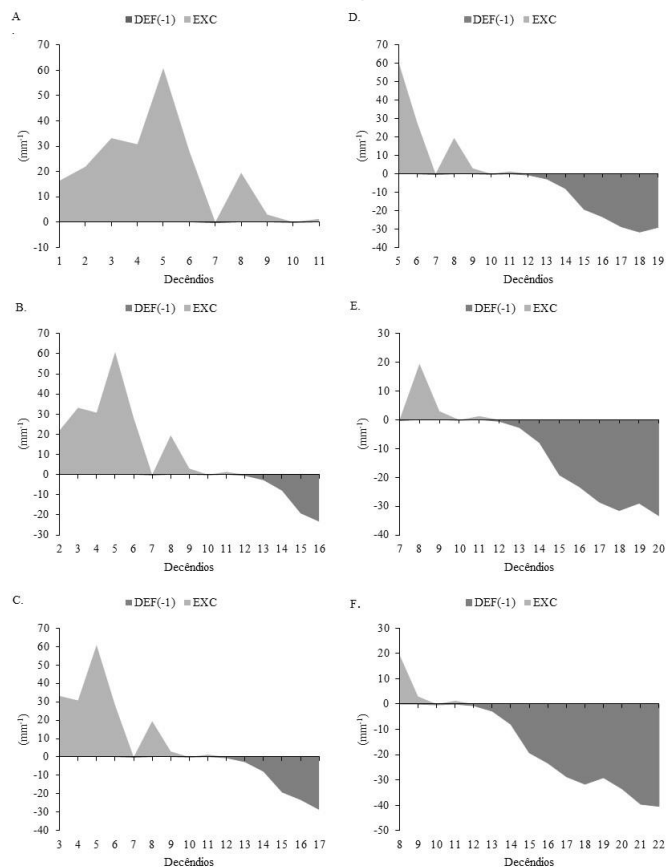 A
.
■DEF(-1) ■EXC
70
60
50
40
30
20
10
0
-10
(mm⁻¹)
1 2 3 4 5 6 7 8 9 10 11
Decêndios
B.
■DEF(-1) ■EXC
70
60
50
40
30
20
10
0
-10
-20
-30
(mm⁻¹)
2 3 4 5 6 7 8 9 10 11 12 13 14 15 16
Decêndios
C.
■DEF(-1) ■EXC
70
60
50
40
30
20
10
0
-10
-20
-30
-40
(mm⁻¹)
3 4 5 6 7 8 9 10 11 12 13 14 15 16 17
Decêndios
D.
■DEF(-1) ■EXC
70
60
50
40
30
20
10
0
-10
-20
-30
-40
(mm⁻¹)
5 6 7 8 9 10 11 12 13 14 15 16 17 18 19
Decêndios
E.
■DEF(-1) ■EXC
30
20
10
0
-10
-20
-30
-40
(mm⁻¹)
7 8 9 10 11 12 13 14 15 16 17 18 19 20
Decêndios
F.
■DEF(-1) ■EXC
30
20
10
0
-10
-20
-30
-40
-50
(mm⁻¹)
8 9 10 11 12 13 14 15 16 17 18 19 20 21 22
Decêndios